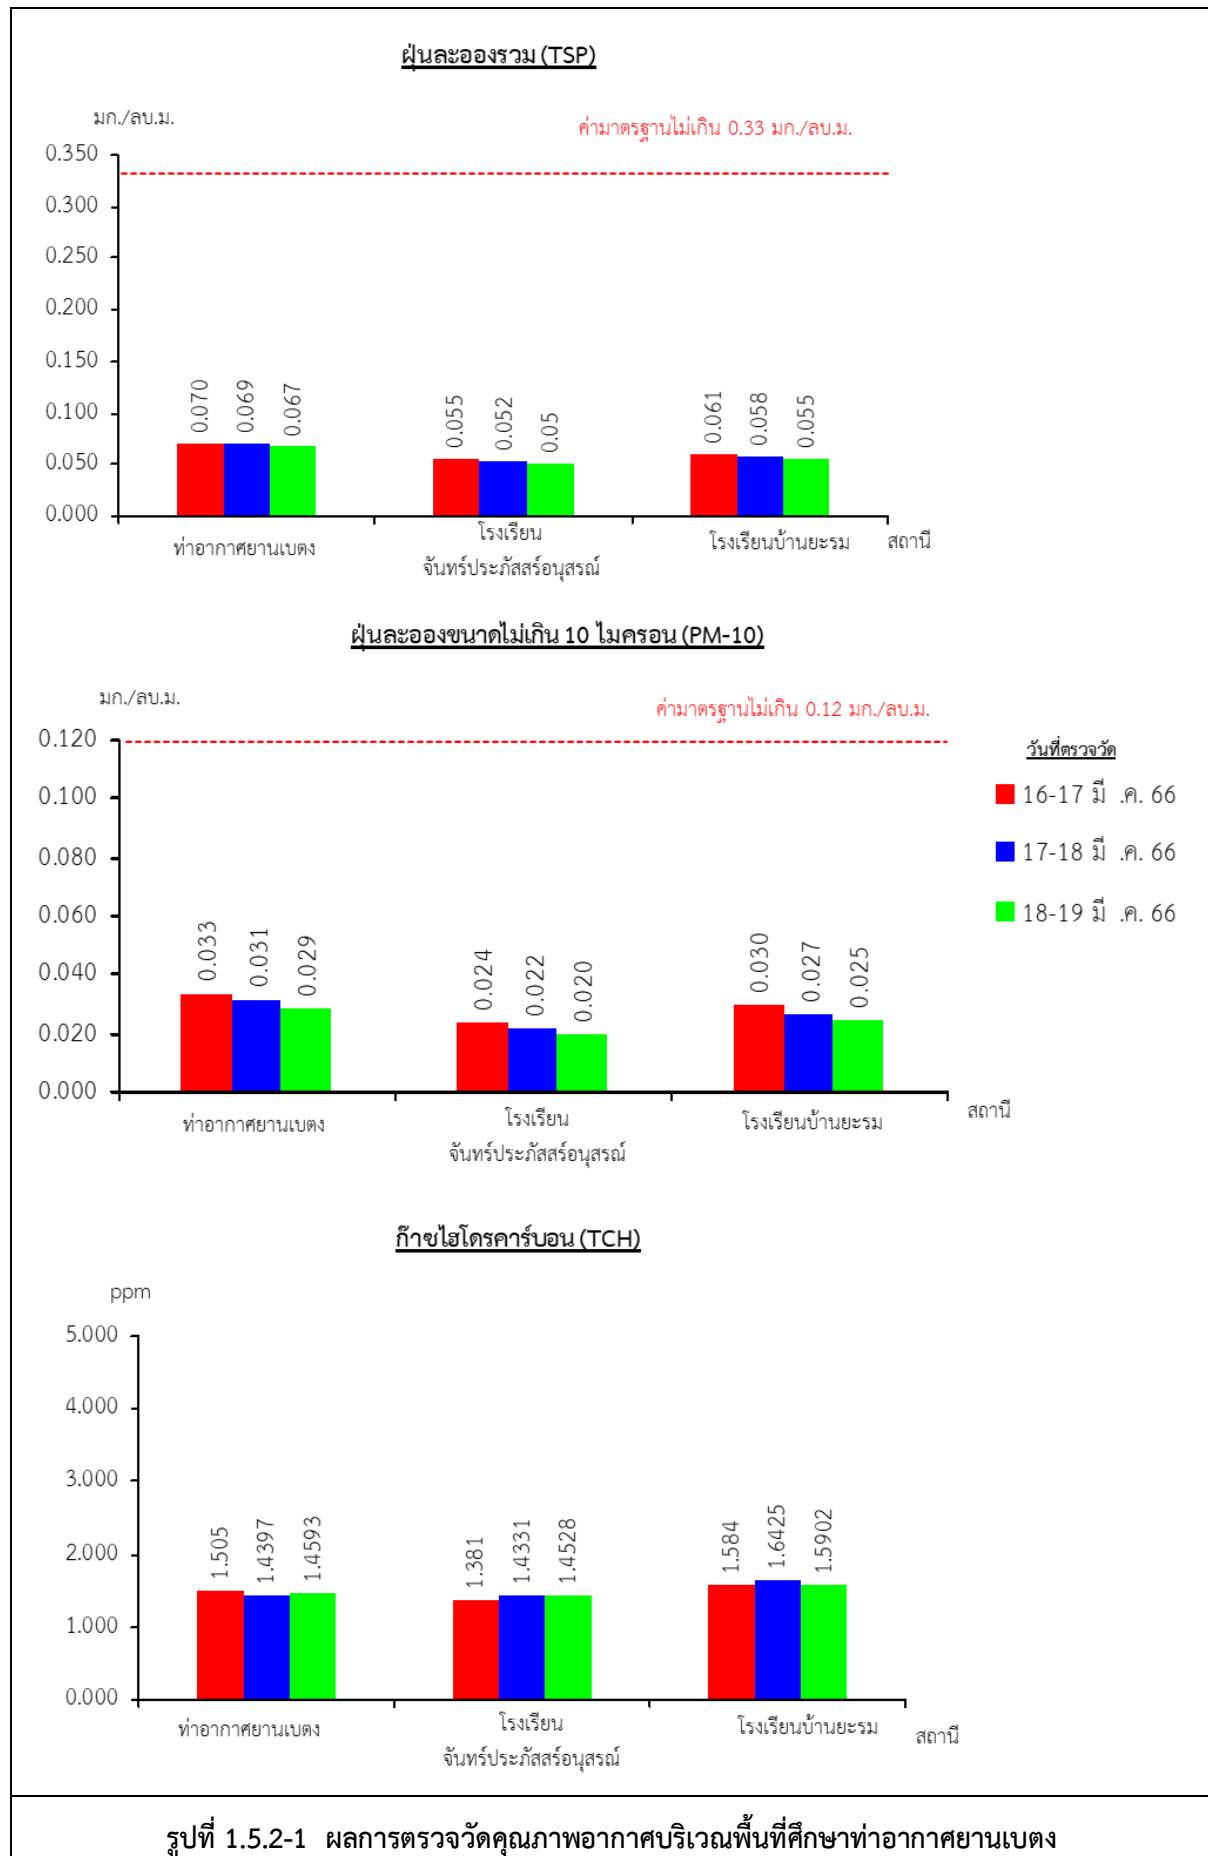 ฝุ่นละอองรวม (TSP)
มก./ลบ.ม.
ค่ามาตรฐานไม่เกิน 0.33 มก./ลบ.ม.
0.350
0.300
0.250
0.200
0.150
0.100
0.050
0.000
0.070
0.069
0.067
0.055
0.052
0.05
0.061
0.058
0.055
ท่าอากาศยานเบตง
โรงเรียน
จันทร์ประภัสสร์อนุสรณ์
โรงเรียนบ้านยะรม
สถานี
ฝุ่นละอองขนาดไม่เกิน 10 ไมครอน (PM-10)
มก./ลบ.ม.
ค่ามาตรฐานไม่เกิน 0.12 มก./ลบ.ม.
0.120
0.100
0.080
0.060
0.040
0.020
0.000
0.033
0.031
0.029
0.024
0.022
0.020
0.030
0.027
0.025
ท่าอากาศยานเบตง
โรงเรียน
จันทร์ประภัสสร์อนุสรณ์
โรงเรียนบ้านยะรม
สถานี
วันที่ตรวจวัด
16-17 มี .ค. 66
17-18 มี .ค. 66
18-19 มี .ค. 66
ก๊าซไฮโดรคาร์บอน (TCH)
ppm
5.000
4.000
3.000
2.000
1.000
0.000
1.505
1.4397
1.4593
1.381
1.4331
1.4528
1.584
1.6425
1.5902
ท่าอากาศยานเบตง
โรงเรียน
จันทร์ประภัสสร์อนุสรณ์
โรงเรียนบ้านยะรม
สถานี
รูปที่ 1.5.2-1 ผลการตรวจวัดคุณภาพอากาศบริเวณพื้นที่ศึกษาท่าอากาศยานเบตง